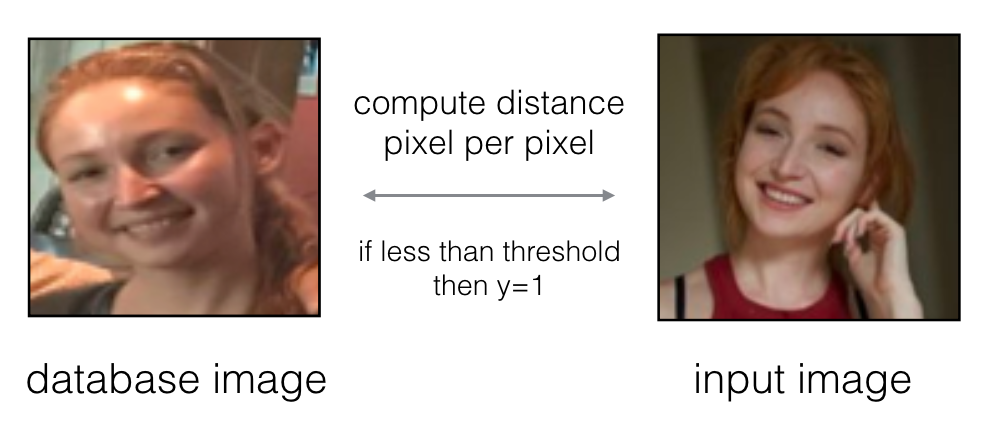 compute distance
pixel per pixel
if less than threshold
then y=1
database image
input image